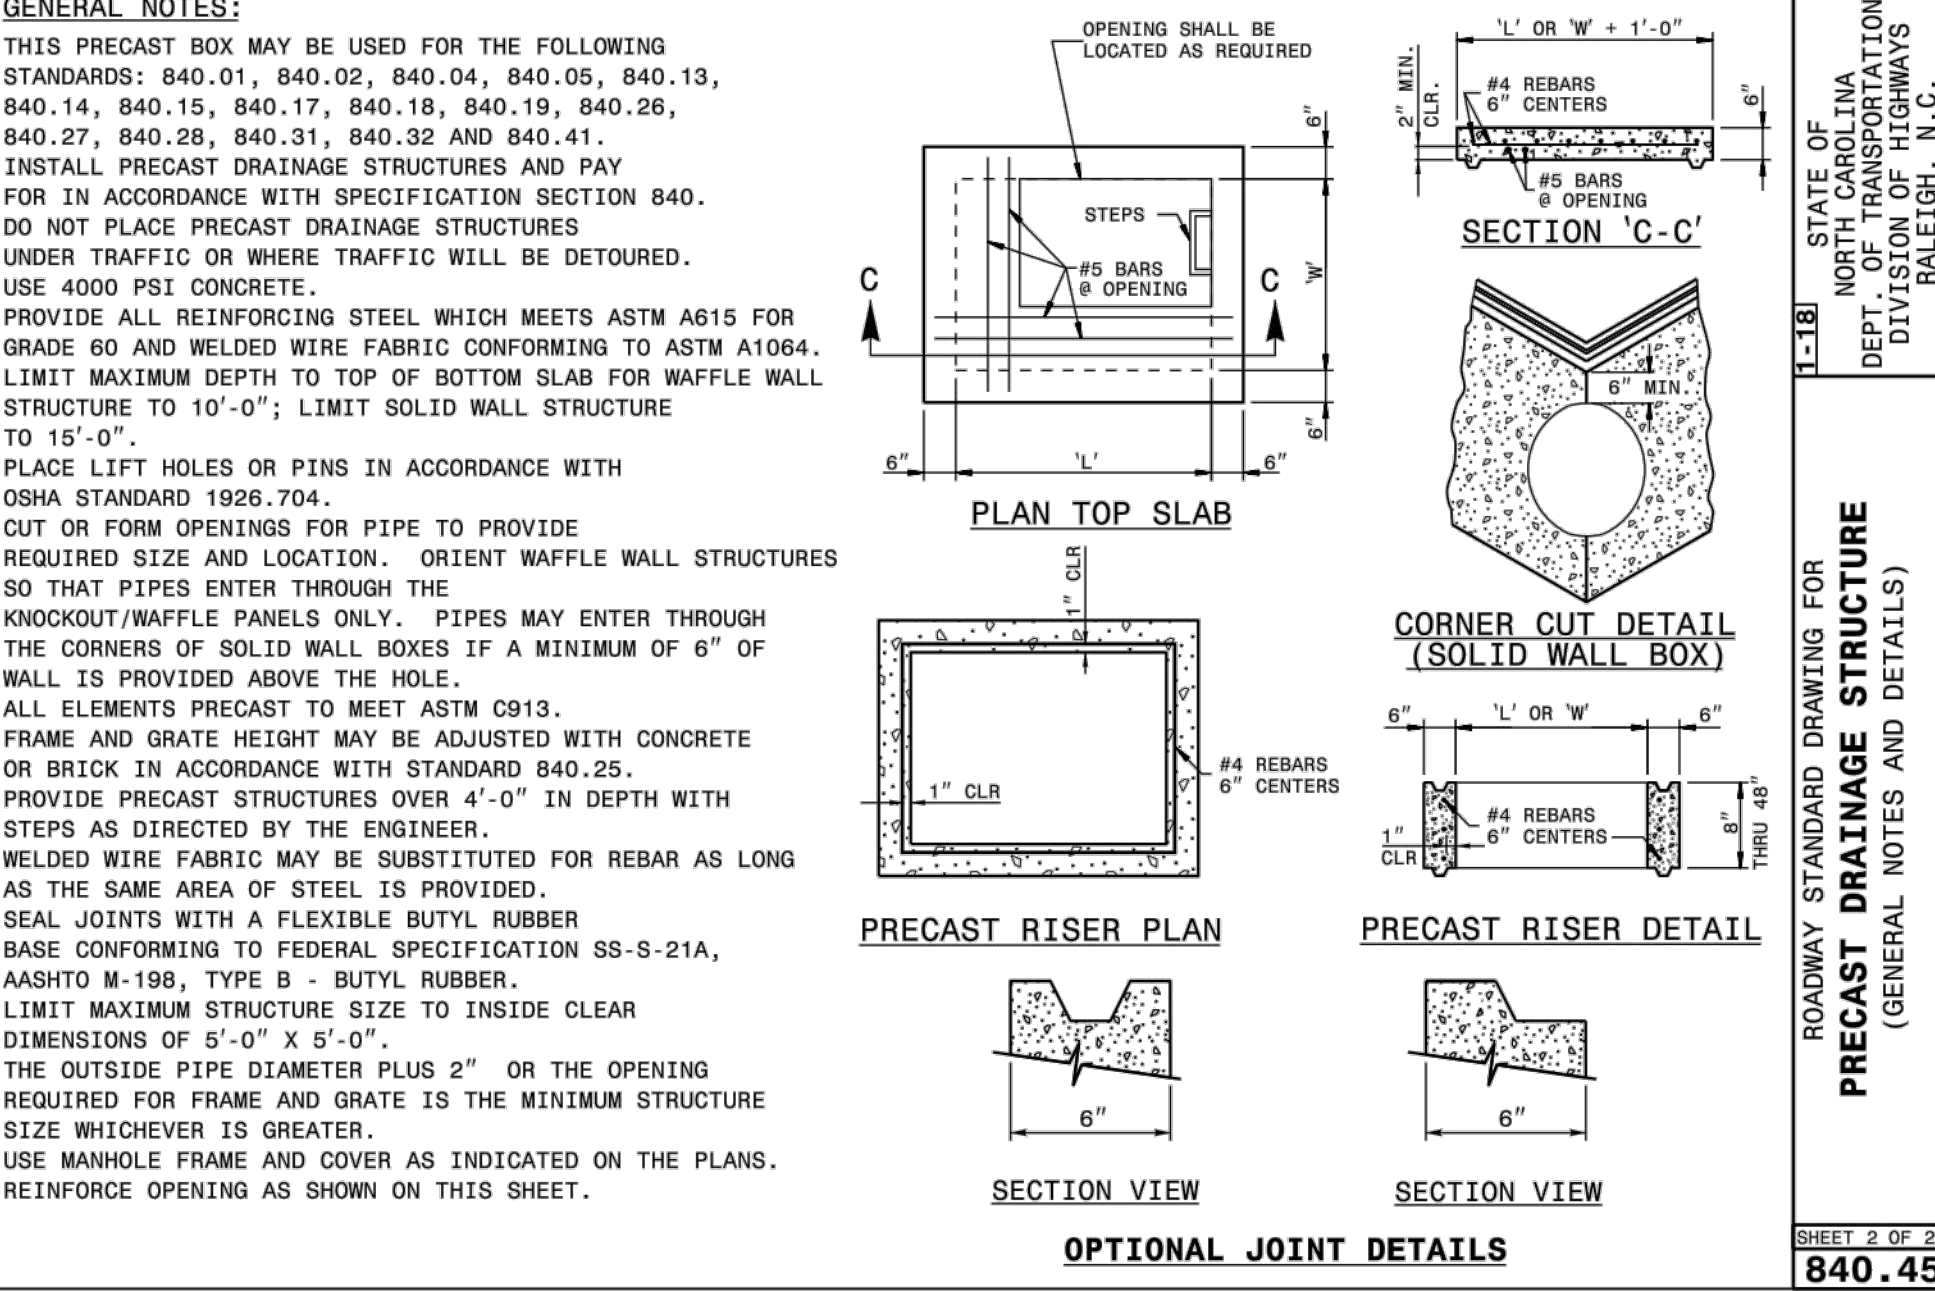 GENERAL NOTES:
THIS PRECAST BOX MAY BE USED FOR THE FOLLOWING
STANDARDS: 840.01, 840.02, 840.04, 840.05, 840.13,
840.14, 840.15, 840.17, 840.18, 840.19, 840.26,
840.27, 840.28, 840.31, 840.32 AND 840.41.
INSTALL PRECAST DRAINAGE STRUCTURES AND PAY
FOR IN ACCORDANCE WITH SPECIFICATION SECTION 840.
DO NOT PLACE PRECAST DRAINAGE STRUCTURES
UNDER TRAFFIC OR WHERE TRAFFIC WILL BE DETOURED.
USE 4000 PSI CONCRETE.
PROVIDE ALL REINFORCING STEEL WHICH MEETS ASTM A615 FOR
GRADE 60 AND WELDED WIRE FABRIC CONFORMING TO ASTM A1064.
LIMIT MAXIMUM DEPTH TO TOP OF BOTTOM SLAB FOR WAFFLE WALL
STRUCTURE TO 10'-0"; LIMIT SOLID WALL STRUCTURE
TO 15'-0".
PLACE LIFT HOLES OR PINS IN ACCORDANCE WITH
OSHA STANDARD 1926.704.
CUT OR FORM OPENINGS FOR PIPE TO PROVIDE
REQUIRED SIZE AND LOCATION. ORIENT WAFFLE WALL STRUCTURES
SO THAT PIPES ENTER THROUGH THE
KNOCKOUT/WAFFLE PANELS ONLY. PIPES MAY ENTER THROUGH
THE CORNERS OF SOLID WALL BOXES IF A MINIMUM OF 6" OF
WALL IS PROVIDED ABOVE THE HOLE.
ALL ELEMENTS PRECAST TO MEET ASTM C913.
FRAME AND GRATE HEIGHT MAY BE ADJUSTED WITH CONCRETE
OR BRICK IN ACCORDANCE WITH STANDARD 840.25.
PROVIDE PRECAST STRUCTURES OVER 4'-0" IN DEPTH WITH
STEPS AS DIRECTED BY THE ENGINEER.
WELDED WIRE FABRIC MAY BE SUBSTITUTED FOR REBAR AS LONG
AS THE SAME AREA OF STEEL IS PROVIDED.
SEAL JOINTS WITH A FLEXIBLE BUTYL RUBBER
BASE CONFORMING TO FEDERAL SPECIFICATION SS-S-21A,
AASHTO M-198, TYPE B - BUTYL RUBBER.
LIMIT MAXIMUM STRUCTURE SIZE TO INSIDE CLEAR
DIMENSIONS OF 5'-0" X 5'-0".
THE OUTSIDE PIPE DIAMETER PLUS 2" OR THE OPENING
REQUIRED FOR FRAME AND GRATE IS THE MINIMUM STRUCTURE
SIZE WHICHEVER IS GREATER.
USE MANHOLE FRAME AND COVER AS INDICATED ON THE PLANS.
REINFORCE OPENING AS SHOWN ON THIS SHEET.
OPENING SHALL BE
LOCATED AS REQUIRED
6"
STEPS
#5 BARS
@ OPENING
C
C
'W'
6"
6"
'L'
6"
PLAN TOP SLAB
'L' OR 'W' + 1'-0"
2" MIN.
CLR.
#4 REBARS
6" CENTERS
6"
#5 BARS
@ OPENING
SECTION 'C-C'
6" MIN.
CORNER CUT DETAIL
(SOLID WALL BOX)
1" CLR
1" CLR
#4 REBARS
6" CENTERS
PRECAST RISER PLAN
6"
'L' OR 'W'
6"
#4 REBARS
6" CENTERS
1"
CLR
8"
THRU 48"
PRECAST RISER DETAIL
6"
SECTION VIEW
6"
SECTION VIEW
OPTIONAL JOINT DETAILS
1-18
STATE OF
NORTH CAROLINA
DEPT. OF TRANSPORTATION
DIVISION OF HIGHWAYS
RALEIGH, N.C.
ROADWAY STANDARD DRAWING FOR
PRECAST DRAINAGE STRUCTURE
(GENERAL NOTES AND DETAILS)
SHEET 2 OF 2
840.45